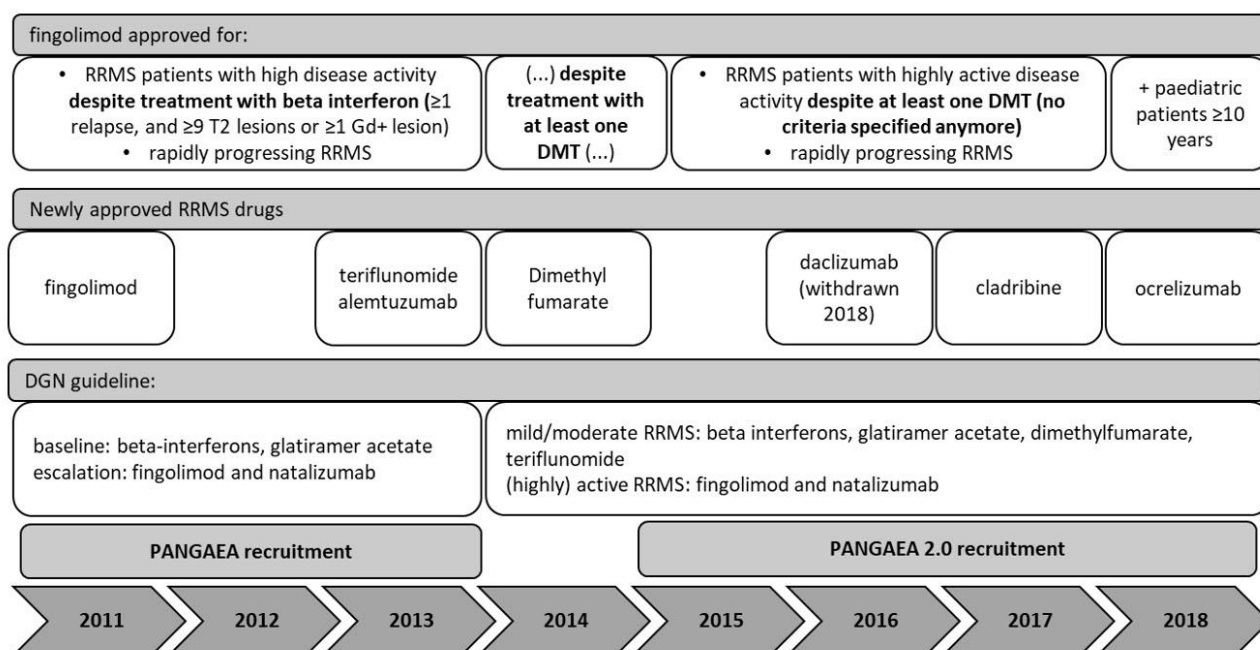 fingolimod approved for:
• RRMS patients with high disease activity
despite treatment with beta interferon (≥1
relapse, and ≥9 T2 lesions or ≥1 Gd+ lesion)
• rapidly progressing RRMS
(...) despite
treatment with
at least one
DMT (...)
• RRMS patients with highly active disease
activity despite at least one DMT (no
criteria specified anymore)
• rapidly progressing RRMS
+ paediatric
patients ≥10
years
Newly approved RRMS drugs
fingolimod
teriflunomide
alemtuzumab
Dimethyl
fumarate
daclizumab
(withdrawn
2018)
cladribine
ocrelizumab
DGN guideline:
baseline: beta-interferons, glatiramer acetate
escalation: fingolimod and natalizumab
mild/moderate RRMS: beta interferons, glatiramer acetate, dimethylfumarate,
teriflunomide
(highly) active RRMS: fingolimod and natalizumab
PANGAEA recruitment
PANGAEA 2.0 recruitment
2011
2012
2013
2014
2015
2016
2017
2018